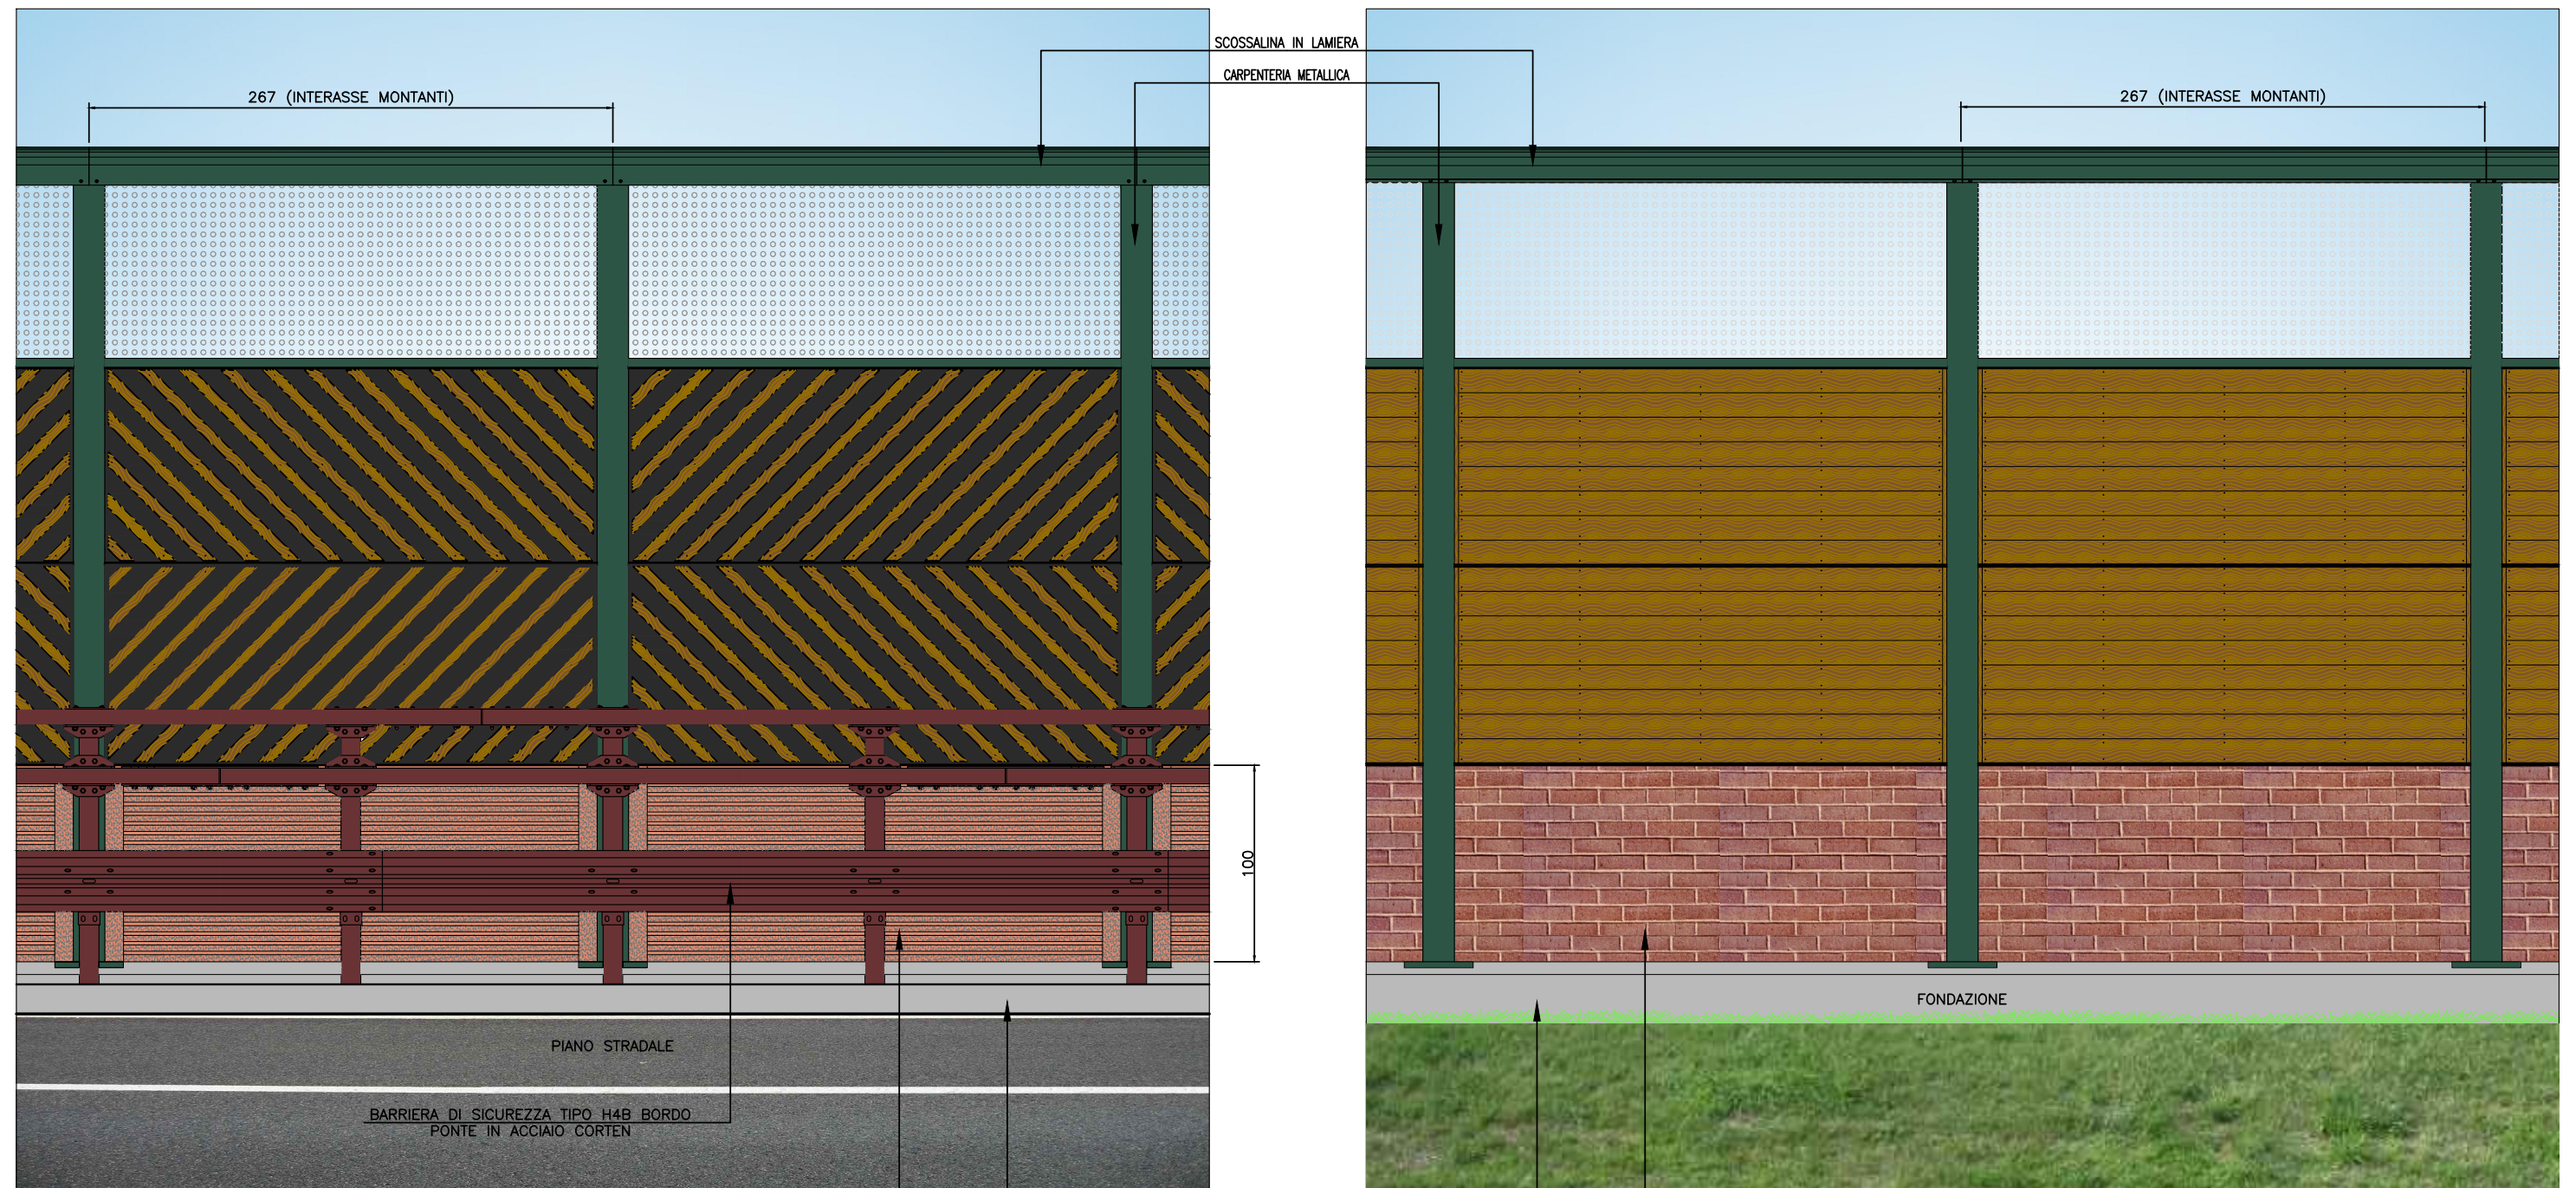 SCOSSALINA IN LAMIERA
CARPENTERIA METALLICA
267 (INTERASSE MONTANTI)
267 (INTERASSE MONTANTI)
100
FONDAZIONE
PIANO STRADALE
BARRIERA DI SICUREZZA TIPO H4B BORDO
PONTE IN ACCIAIO CORTEN